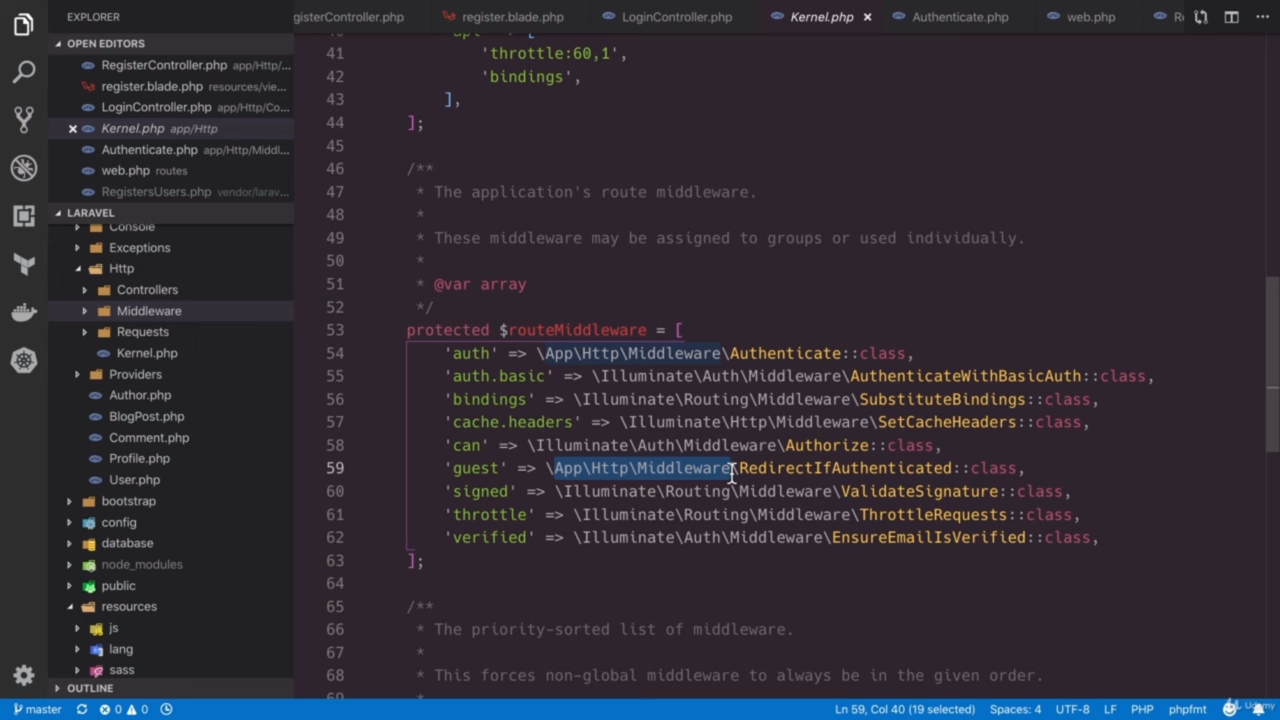 EXPLORER
gisterController.php
register.blade.php
LoginController.php
Kernel.php
Authenticate.php
web.php
Re
OPEN EDITORS
RegisterController.php app/Http/...
register.blade.php resources/vie...
LoginController.php app/Http/Co...
Kernel.php app/Http
Authenticate.php app/Http/Middl...
web.php routes
RegistersUsers.php vendor/larav...
LARAVEL
Console
Exceptions
Http
Controllers
Middleware
Requests
Kernel.php
Providers
Author.php
BlogPost.php
Comment.php
Profile.php
User.php
bootstrap
config
database
node_modules
public
resources
js
lang
sass
OUTLINE
41 'throttle:60,1',
42 'bindings',
43 ],
44 ];
45
46 /**
47 * The application's route middleware.
48 *
49 * These middleware may be assigned to groups or used individually.
50 *
51 * @var array
52 */
53 protected $routeMiddleware = [
54 'auth' => \App\Http\Middleware\Authenticate::class,
55 'auth.basic' => \Illuminate\Auth\Middleware\AuthenticateWithBasicAuth::class,
56 'bindings' => \Illuminate\Routing\Middleware\SubstituteBindings::class,
57 'cache.headers' => \Illuminate\Http\Middleware\SetCacheHeaders::class,
58 'can' => \Illuminate\Auth\Middleware\Authorize::class,
59 'guest' => \App\Http\Middleware\RedirectIfAuthenticated::class,
60 'signed' => \Illuminate\Routing\Middleware\ValidateSignature::class,
61 'throttle' => \Illuminate\Routing\Middleware\ThrottleRequests::class,
62 'verified' => \Illuminate\Auth\Middleware\EnsureEmailIsVerified::class,
63 ];
64
65 /**
66 * The priority-sorted list of middleware.
67 *
68 * This forces non-global middleware to always be in the given order.
69 *
master 0 0 Ln 59, Col 40 (19 selected) Spaces: 4 UTF-8 LF PHP phpfmt
Udemy